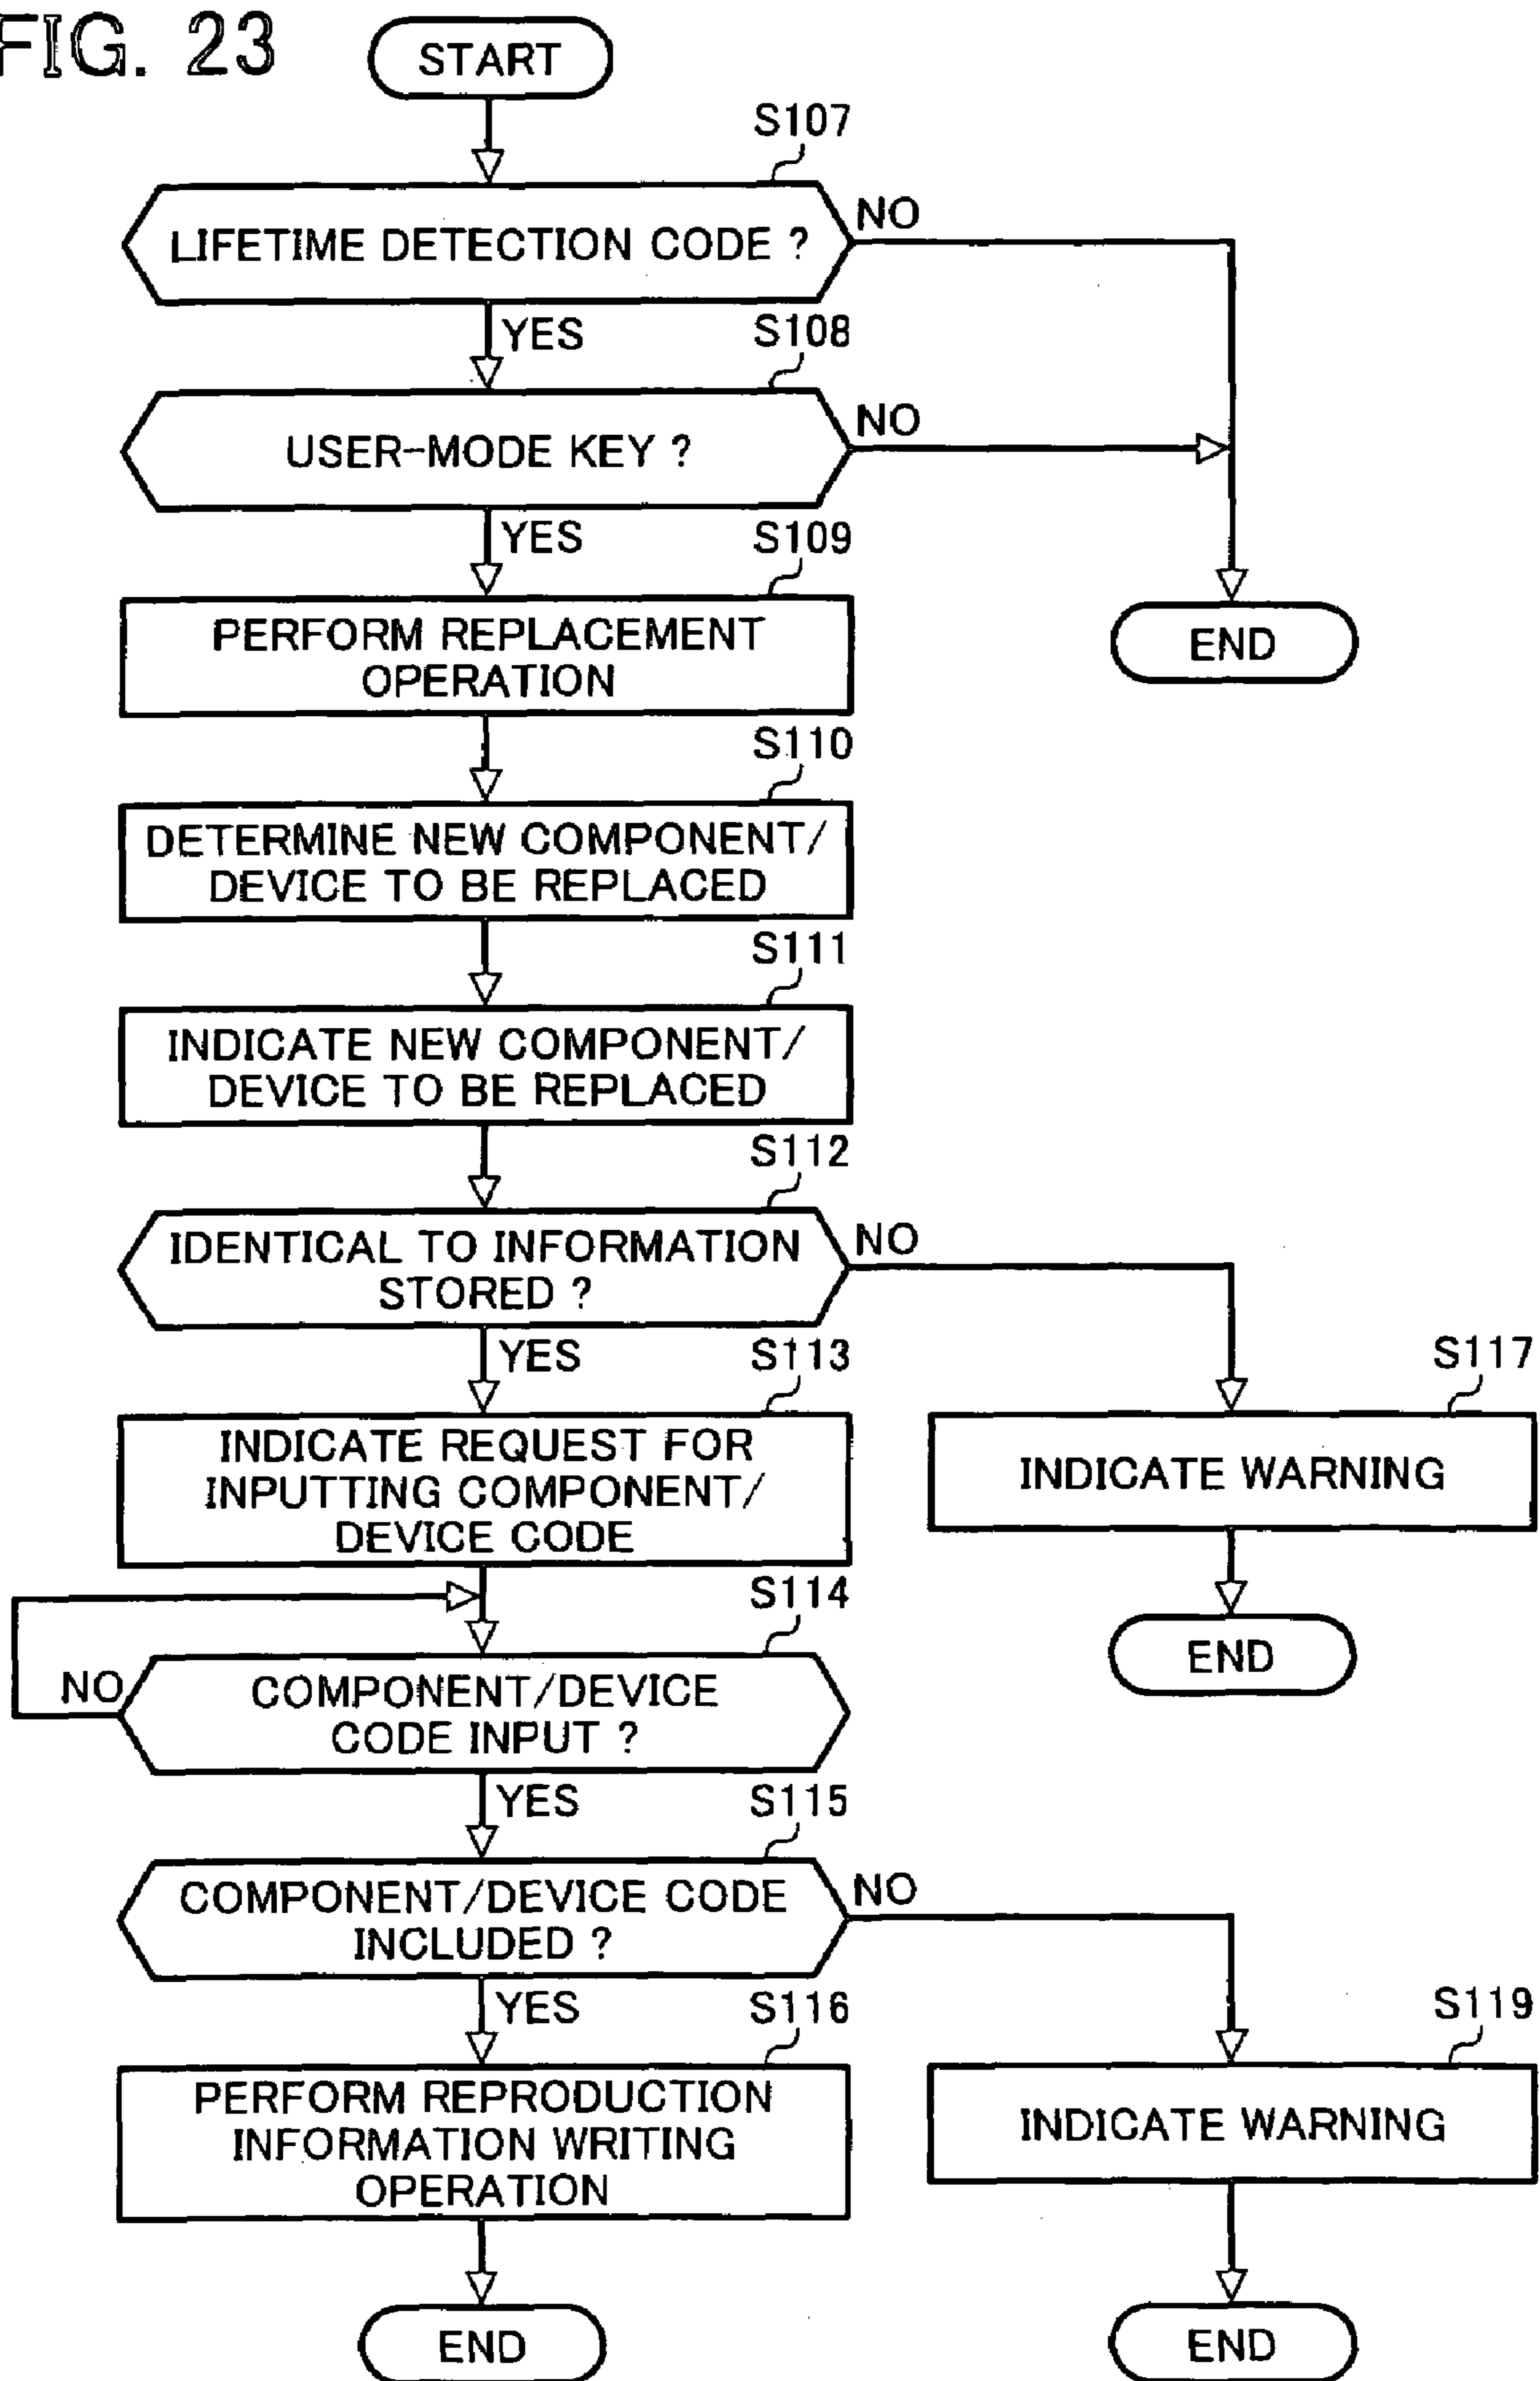 FIG. 23
START
S107
LIFETIME DETECTION CODE ?
NO
YES
S108
USER-MODE KEY ?
NO
YES
S109
PERFORM REPLACEMENT
OPERATION
END
S110
DETERMINE NEW COMPONENT/
DEVICE TO BE REPLACED
S111
INDICATE NEW COMPONENT/
DEVICE TO BE REPLACED
S112
IDENTICAL TO INFORMATION
STORED ?
NO
YES
S113
INDICATE REQUEST FOR
INPUTTING COMPONENT/
DEVICE CODE
S117
INDICATE WARNING
END
S114
COMPONENT/DEVICE
CODE INPUT ?
NO
YES
S115
COMPONENT/DEVICE CODE
INCLUDED ?
NO
YES
S116
PERFORM REPRODUCTION
INFORMATION WRITING
OPERATION
S119
INDICATE WARNING
END
END